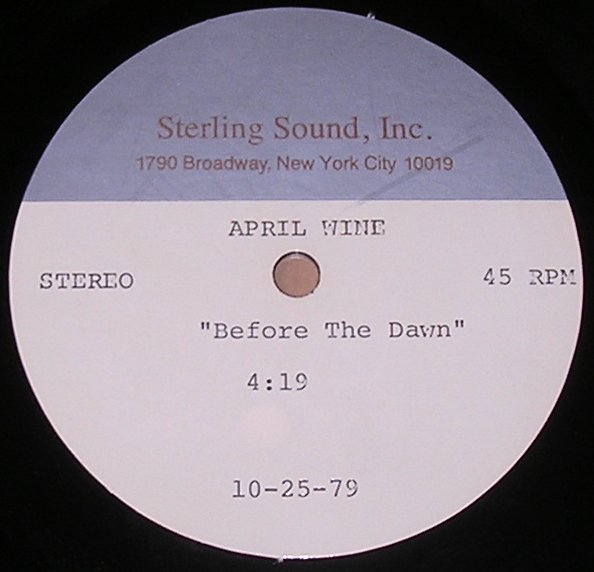 Sterling Sound, Inc.
1790 Broadway, New York City 10019
APRIL WINE
STEREO 45 RPM
"Before The Dawn"
4:19
10-25-79